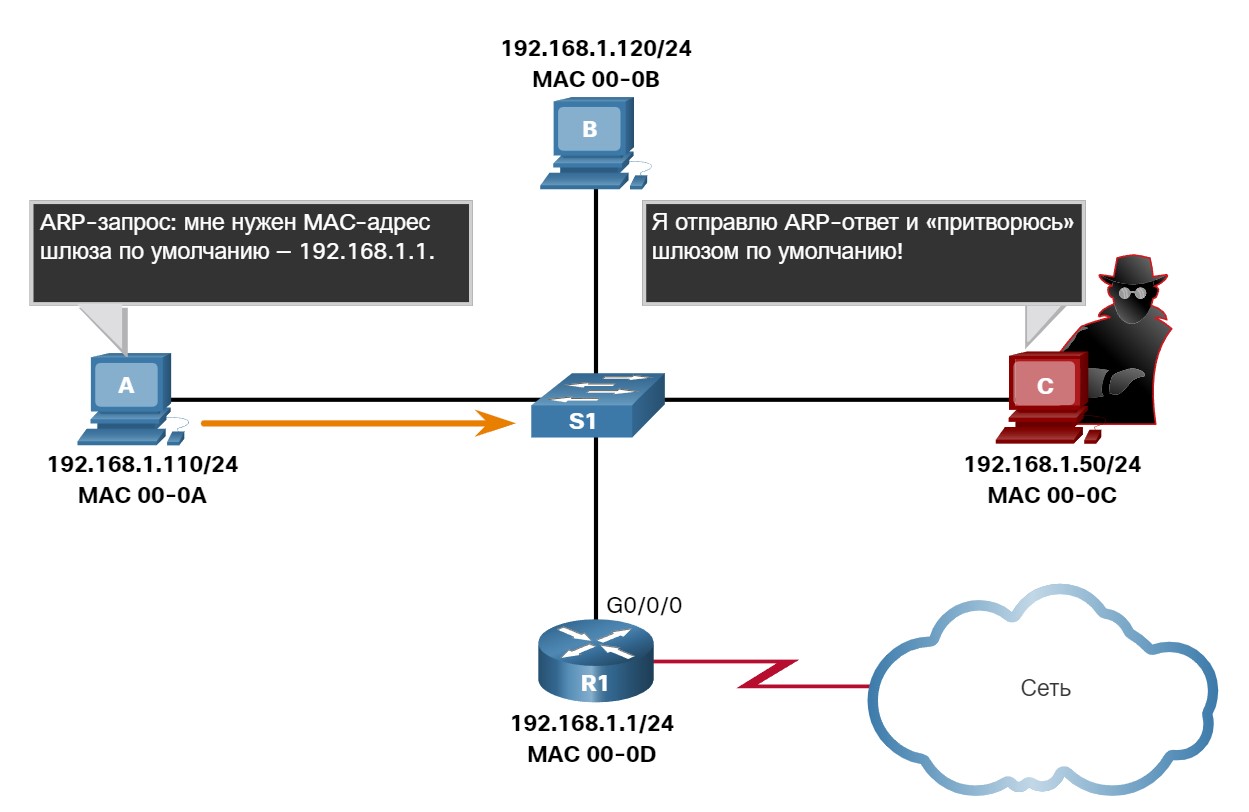 192.168.1.120/24
MAC 00-0B
B
ARP-запрос: мне нужен MAC-адрес
шлюза по умолчанию — 192.168.1.1.
Я отправлю ARP-ответ и «притворюсь»
шлюзом по умолчанию!
A
S1
C
192.168.1.110/24
MAC 00-0A
192.168.1.50/24
MAC 00-0C
G0/0/0
R1
Сеть
192.168.1.1/24
MAC 00-0D